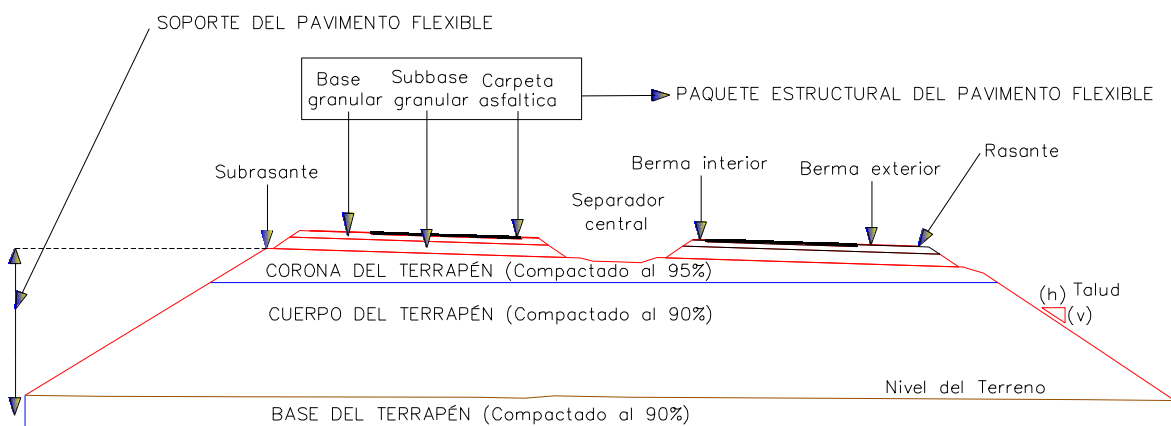 SOPORTE DEL PAVIMENTO FLEXIBLE
Base
granular
Subbase
granular
Carpeta
asfaltica
PAQUETE ESTRUCTURAL DEL PAVIMENTO FLEXIBLE
Subrasante
Berma interior
Berma exterior
Rasante
Separador
central
CORONA DEL TERRAPÉN (Compactado al 95%)
CUERPO DEL TERRAPÉN (Compactado al 90%)
(h) Talud
(v)
Nivel del Terreno
BASE DEL TERRAPÉN (Compactado al 90%)